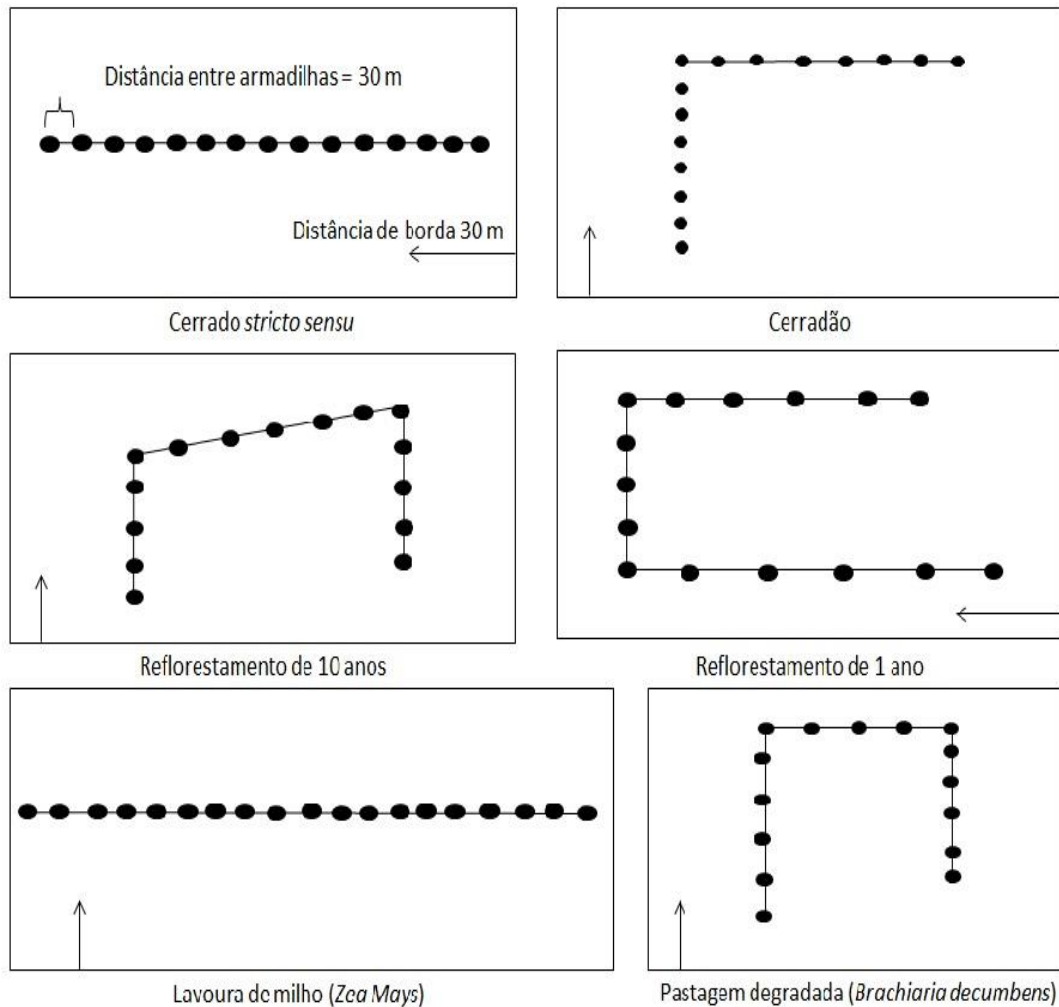 Distância entre armadilhas = 30 m
Distância de borda 30 m
Cerrado stricto sensu
Cerradão
Reflorestamento de 10 anos
Reflorestamento de 1 ano
Lavoura de milho (Zea Mays)
Pastagem degradada (Brachiaria decumbens)